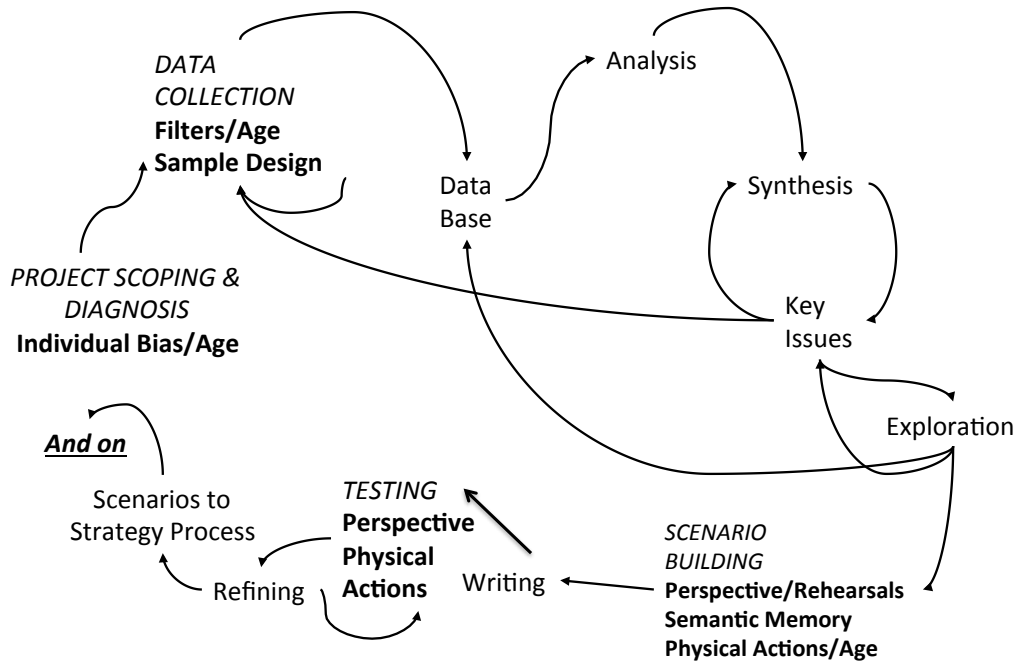 DATA
COLLECTION
Filters/Age
Sample Design
Data
Base
Analysis
Synthesis
Key
Issues
Exploration
PROJECT SCOPING &
DIAGNOSIS
Individual Bias/Age
SCENARIO
BUILDING
Perspective/Rehearsals
Semantic Memory
Physical Actions/Age
Writing
TESTING
Perspective
Physical
Actions
Refining
Scenarios to
Strategy Process
And on